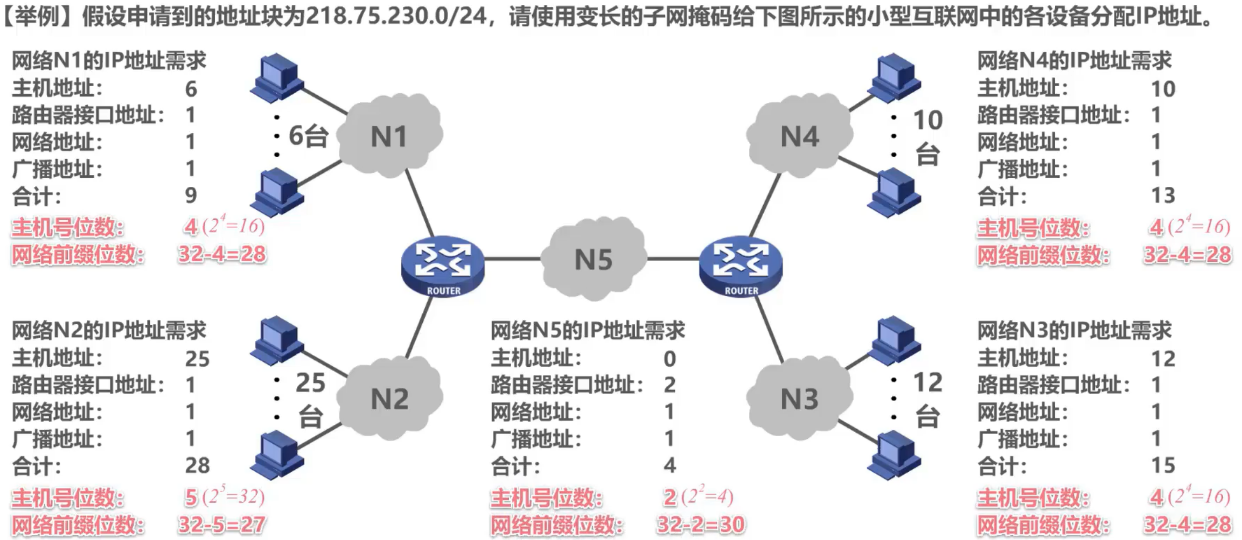 【举例】假设申请到的地址块为218.75.230.0/24，请使用变长的子网掩码给下图所示的小型互联网中的各设备分配IP地址。
网络N1的IP地址需求
主机地址： 6
路由器接口地址： 1
网络地址： 1
广播地址： 1
合计： 9
主机号位数： 4 (2⁴=16)
网络前缀位数： 32-4=28
6台
N1
N4
10
台
网络N4的IP地址需求
主机地址： 10
路由器接口地址： 1
网络地址： 1
广播地址： 1
合计： 13
主机号位数： 4 (2⁴=16)
网络前缀位数： 32-4=28
ROUTER
N5
ROUTER
网络N2的IP地址需求
主机地址： 25
路由器接口地址： 1
网络地址： 1
广播地址： 1
合计： 28
主机号位数： 5 (2⁵=32)
网络前缀位数： 32-5=27
25
台
N2
网络N5的IP地址需求
主机地址： 0
路由器接口地址： 2
网络地址： 1
广播地址： 1
合计： 4
主机号位数： 2 (2²=4)
网络前缀位数： 32-2=30
N3
12
台
网络N3的IP地址需求
主机地址： 12
路由器接口地址： 1
网络地址： 1
广播地址： 1
合计： 15
主机号位数： 4 (2⁴=16)
网络前缀位数： 32-4=28